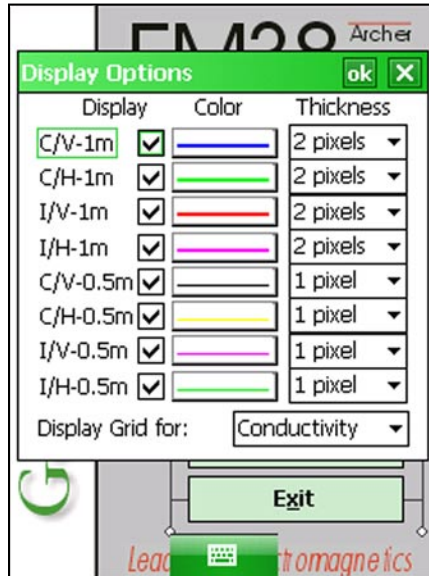 Archer
Display Options ok X
Display Color Thickness
C/V-1m 2 pixels
C/H-1m 2 pixels
I/V-1m 2 pixels
I/H-1m 2 pixels
C/V-0.5m 1 pixel
C/H-0.5m 1 pixel
I/V-0.5m 1 pixel
I/H-0.5m 1 pixel
Display Grid for: Conductivity
G
Exit